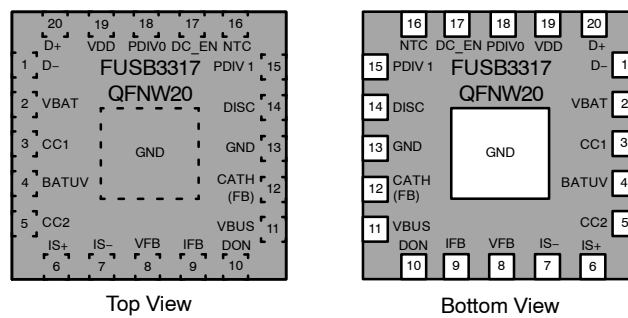 20 19 18 17 16
D+ VDD PDIV0 DC_EN NTC
1 D− FUSB3317 PDIV 1 15
QFNW20
2 VBAT DISC 14
3 CC1 GND GND 13
4 BATUV CATH (FB) 12
5 CC2 VBUS 11
IS+ IS− VFB IFB DON
6 7 8 9 10
Top View
16 17 18 19 20
NTC DC_EN PDIV0 VDD D+
15 PDIV 1 FUSB3317 D− 1
QFNW20
14 DISC VBAT 2
13 GND GND CC1 3
12 CATH (FB) BATUV 4
11 VBUS CC2 5
DON IFB VFB IS− IS+
10 9 8 7 6
Bottom View